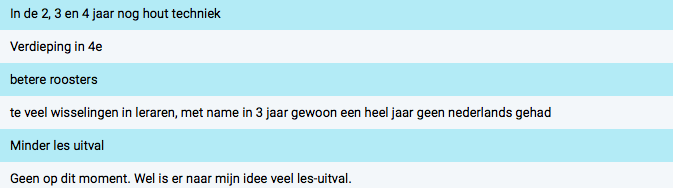 In de 2, 3 en 4 jaar nog hout techniek
Verdieping in 4e
betere roosters
te veel wisselingen in leraren, met name in 3 jaar gewoon een heel jaar geen nederlands gehad
Minder les uitval
Geen op dit moment. Wel is er naar mijn idee veel les-uitval.